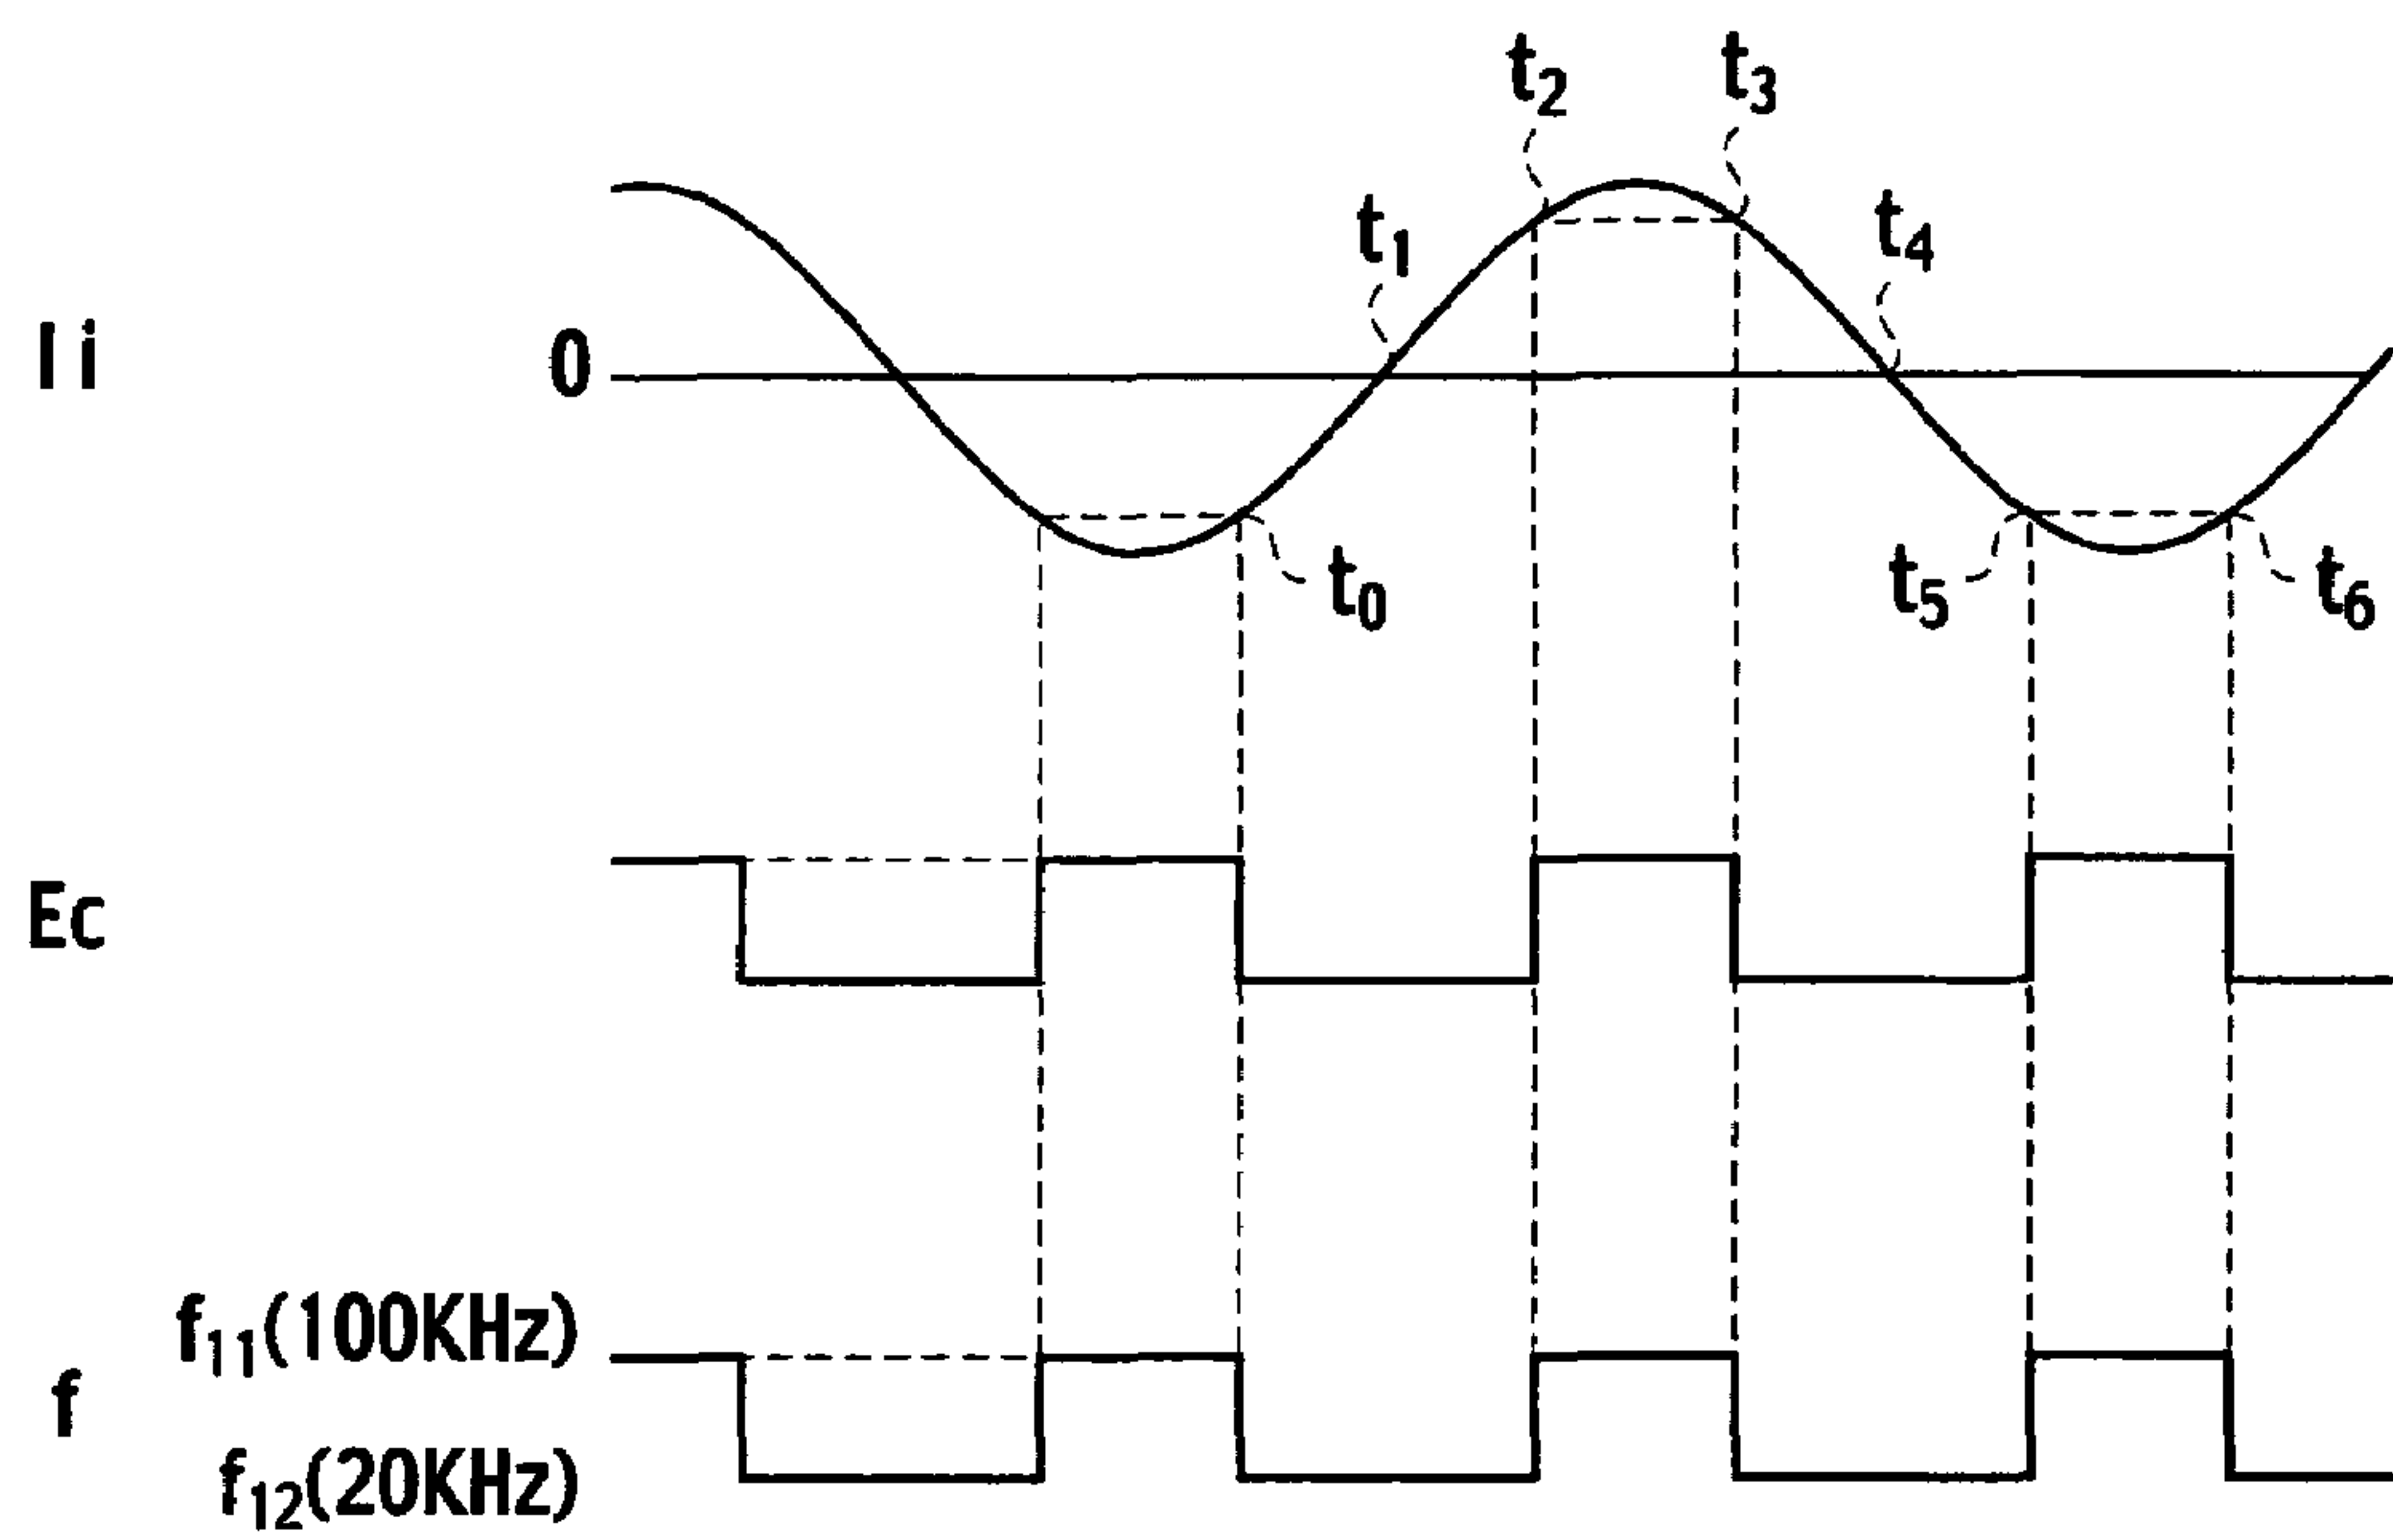 t2
t3
t1
t4
Ii
0
t0
t5
t6
Ec
f11(100KHz)
f
f12(20KHz)